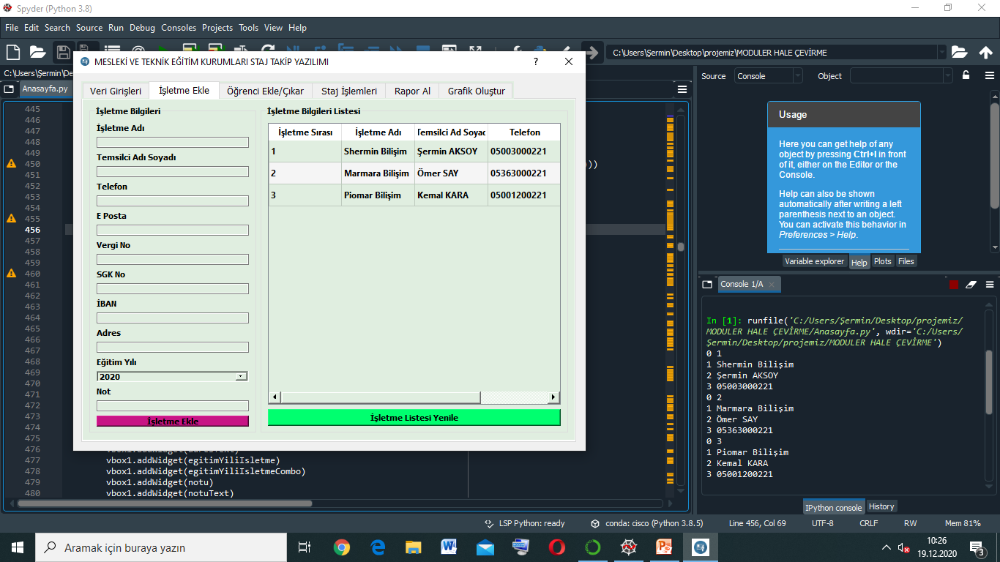 Spyder (Python 3.8)
File Edit Search Source Run Debug Consoles Projects Tools View Help
C:\Users\Şermin\Desktop\projemiz\MODULER HALE ÇEVİRME
C:\Users\Şermin\De
Anasayfa.py
MESLEKİ VE TEKNİK EĞİTİM KURUMLARI STAJ TAKİP YAZILIMI
Veri Girişleri İşletme Ekle Öğrenci Ekle/Çıkar Staj İşlemleri Rapor Al Grafik Oluştur
İşletme Bilgileri
İşletme Adı
Temsilci Adı Soyadı
Telefon
E Posta
Vergi No
SGK No
İBAN
Adres
Eğitim Yılı
2020
Not
İşletme Ekle
İşletme Bilgileri Listesi
İşletme Sırası İşletme Adı Temsilci Ad Soyad Telefon
1 Shermin Bilişim Şermin AKSOY 05003000221
2 Marmara Bilişim Ömer SAY 05363000221
3 Piomar Bilişim Kemal KARA 05001200221
İşletme Listesi Yenile
445
446
447
448
449
450 ))
451
452
453
454
455
456
457
458
459
460
461
462
463
464
465
466
467
468
469
470
471
472
473
474
475
476
477 vbox1.addWidget(egitimYiliIsletme)
478 vbox1.addWidget(egitimYiliIsletmeCombo)
479 vbox1.addWidget(notu)
480 vbox1.addWidget(notuText)
Source Console Object
Usage
Here you can get help of any
object by pressing Ctrl+I in front
of it, either on the Editor or the
Console.
Help can also be shown
automatically after writing a left
parenthesis next to an object.
You can activate this behavior in
Preferences > Help.
Variable explorer Help Plots Files
Console 1/A
In [1]: runfile('C:/Users/Şermin/Desktop/projemiz/
MODULER HALE ÇEVİRME/Anasayfa.py', wdir='C:/Users/
Şermin/Desktop/projemiz/MODULER HALE ÇEVİRME')
0 1
1 Shermin Bilişim
2 Şermin AKSOY
3 05003000221
0 2
1 Marmara Bilişim
2 Ömer SAY
3 05363000221
0 3
1 Piomar Bilişim
2 Kemal KARA
3 05001200221
IPython console History
LSP Python: ready conda: cisco (Python 3.8.5) Line 456, Col 69 UTF-8 CRLF RW Mem 81%
Aramak için buraya yazın
10:26
19.12.2020
3